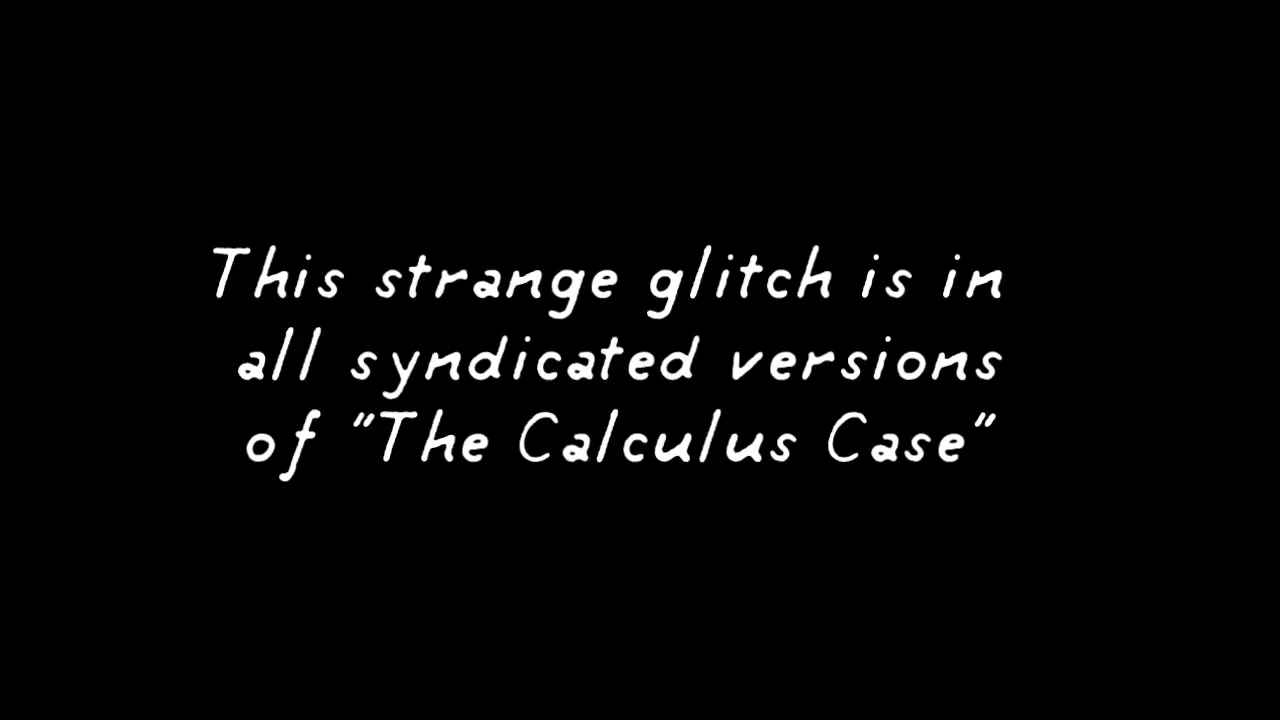 This strange glitch is in
all syndicated versions
of "The Calculus Case"